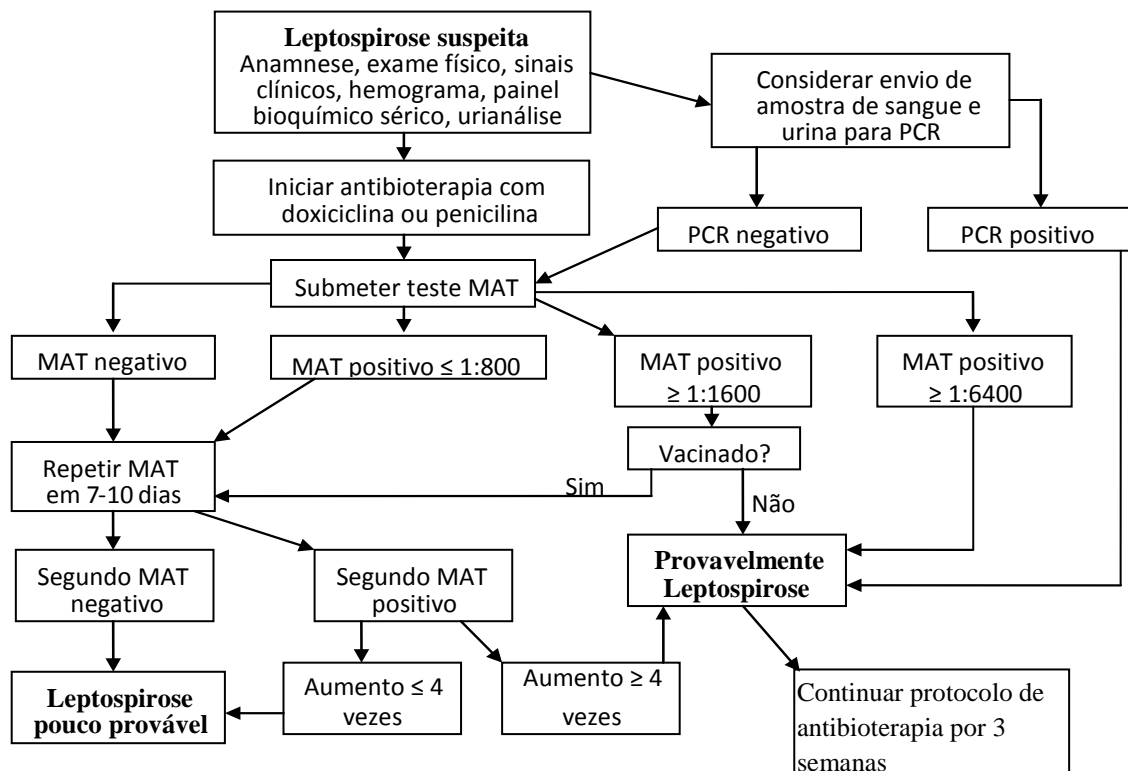 Leptospirose suspeita
Anamnese, exame físico, sinais
clínicos, hemograma, painel
bioquímico sérico, urianálise
Considerar envio de
amostra de sangue e
urina para PCR
Iniciar antibioterapia com
doxiciclina ou penicilina
PCR negativo
PCR positivo
Submeter teste MAT
MAT negativo
MAT positivo ≤ 1:800
MAT positivo
≥ 1:1600
MAT positivo
≥ 1:6400
Vacinado?
Repetir MAT
em 7-10 dias
Sim
Não
Segundo MAT
negativo
Segundo MAT
positivo
Provavelmente
Leptospirose
Leptospirose
pouco provável
Aumento ≤ 4
vezes
Aumento ≥ 4
vezes
Continuar protocolo de
antibioterapia por 3
semanas